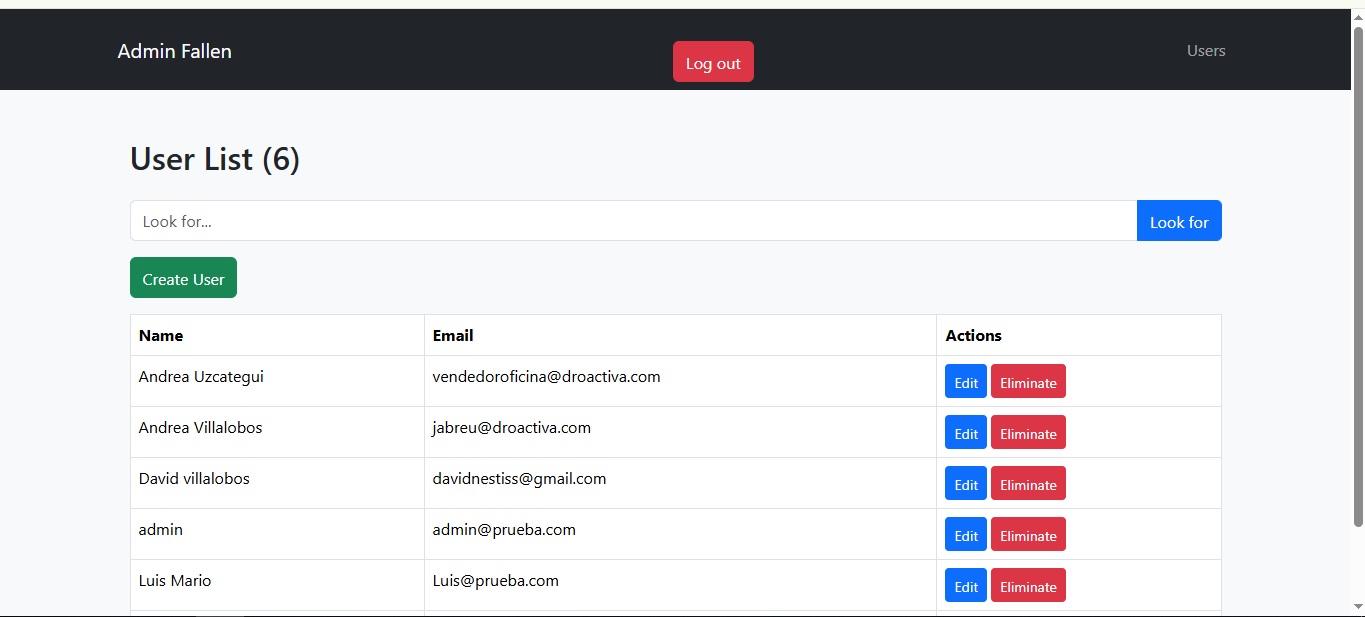 Admin Fallen Log out Users
User List (6)
Look for... Look for
Create User
Name Email Actions
Andrea Uzcategui vendedoroficina@droactiva.com Edit Eliminate
Andrea Villalobos jabreu@droactiva.com Edit Eliminate
David villalobos davidnestiss@gmail.com Edit Eliminate
admin admin@prueba.com Edit Eliminate
Luis Mario Luis@prueba.com Edit Eliminate